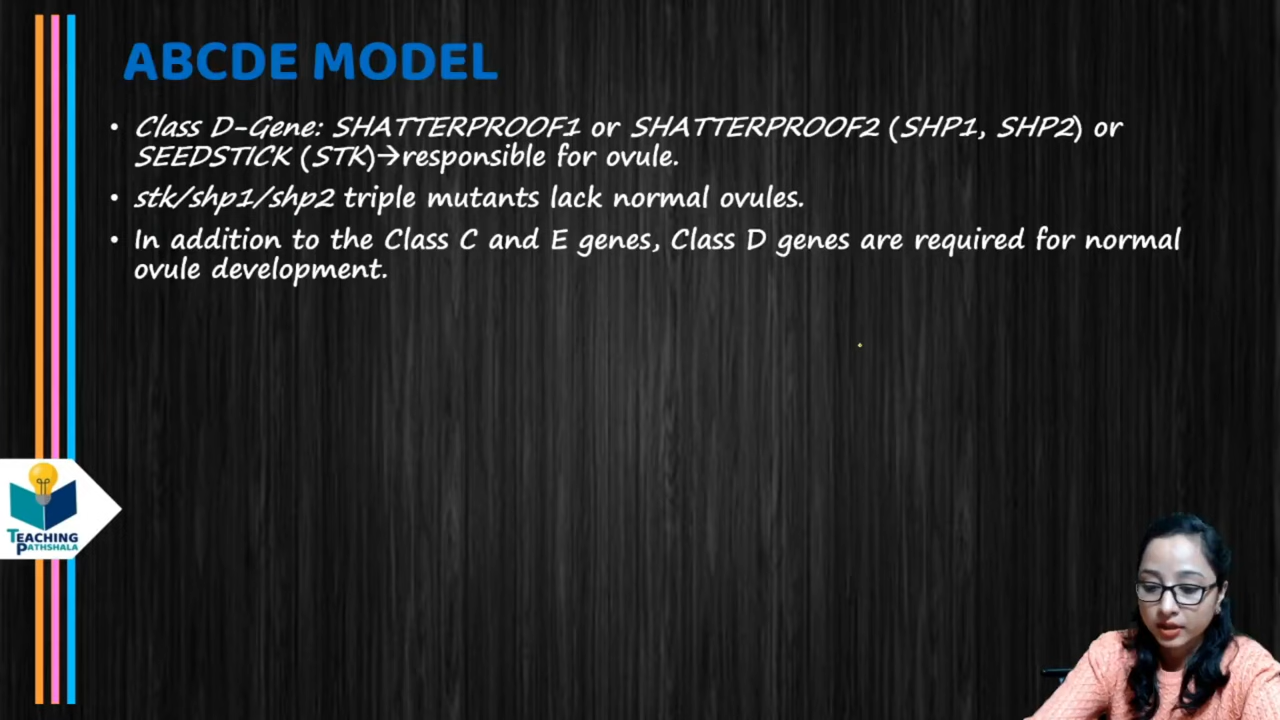 ABCDE MODEL
• Class D-Gene: SHATTERPROOF1 or SHATTERPROOF2 (SHP1, SHP2) or
SEEDSTICK (STK)→responsible for ovule.
• stk/shp1/shp2 triple mutants lack normal ovules.
• In addition to the Class C and E genes, Class D genes are required for normal
ovule development.
TEACHING
PATHSHALA